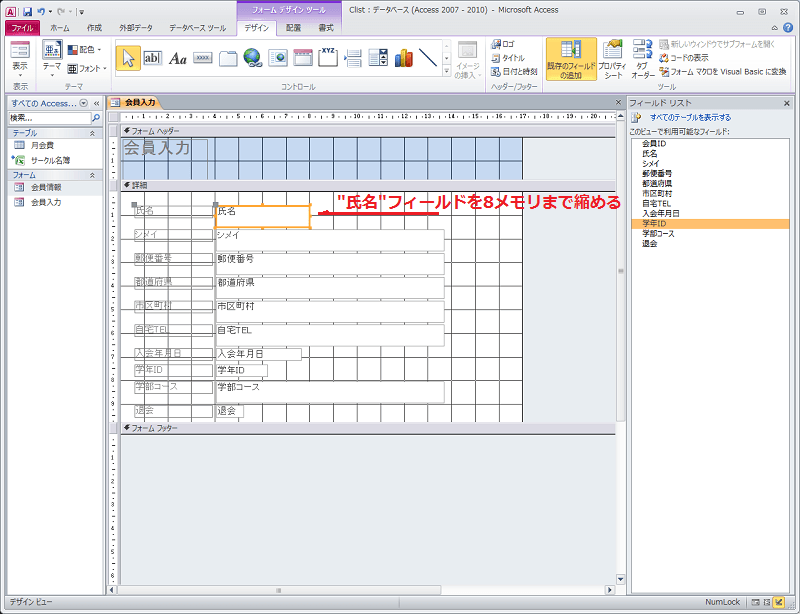 フォーム デザイン ツール
Clist : データベース (Access 2007 - 2010) - Microsoft Access
ファイル ホーム 作成 外部データ データベース ツール デザイン 配置 書式
表示
表示
テーマ
配色
フォント
テーマ
ab|
Aa
xxxx
XYZ
コントロール
イメージの挿入
ロゴ
タイトル
日付と時刻
ヘッダー/フッター
既存のフィールドの追加
プロパティ シート
タブ オーダー
新しいウィンドウでサブフォームを開く
コードの表示
フォーム マクロを Visual Basic に変換
ツール
すべての Access...
検索...
テーブル
月会費
サークル名簿
フォーム
会員情報
会員入力
会員入力
フォーム ヘッダー
会員入力
詳細
氏名 氏名
"氏名"フィールドを8メモリまで縮める
シメイ シメイ
郵便番号 郵便番号
都道府県 都道府県
市区町村 市区町村
自宅TEL 自宅TEL
入会年月日 入会年月日
学年ID 学年ID
学部コース 学部コース
退会 退会
フォーム フッター
フィールド リスト
すべてのテーブルを表示する
このビューで利用可能なフィールド:
会員ID
氏名
シメイ
郵便番号
都道府県
市区町村
自宅TEL
入会年月日
学年ID
学部コース
退会
デザイン ビュー
NumLock